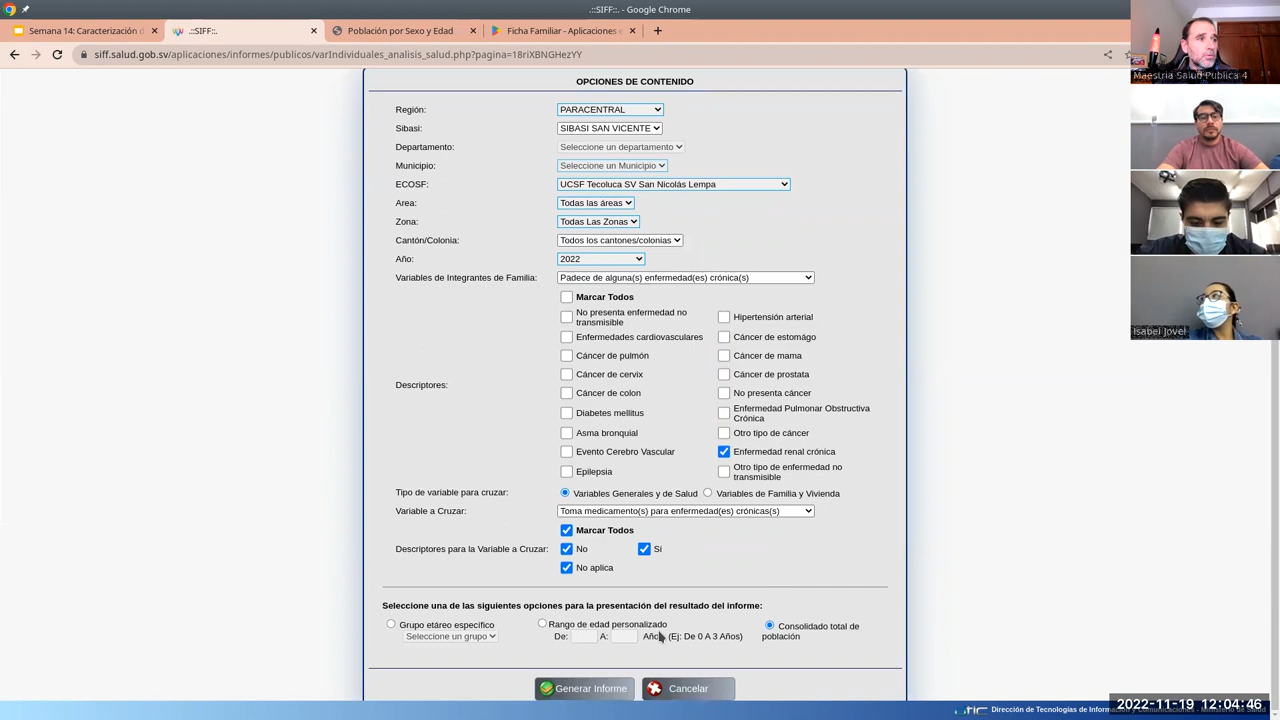 .::SIFF::. - Google Chrome
Semana 14: Caracterización d
.::SIFF::.
Población por Sexo y Edad
Ficha Familiar - Aplicaciones e
siff.salud.gob.sv/aplicaciones/informes/publicos/varIndividuales_analisis_salud.php?pagina=18riXBNGHezYY
OPCIONES DE CONTENIDO
Región: PARACENTRAL
Sibasi: SIBASI SAN VICENTE
Departamento: Seleccione un departamento
Municipio: Seleccione un Municipio
ECOSF: UCSF Tecoluca SV San Nicolás Lempa
Area: Todas las áreas
Zona: Todas Las Zonas
Cantón/Colonia: Todos los cantones/colonias
Año: 2022
Variables de Integrantes de Familia: Padece de alguna(s) enfermedad(es) crónica(s)
Marcar Todos
No presenta enfermedad no transmisible
Hipertensión arterial
Enfermedades cardiovasculares
Cáncer de estomágo
Cáncer de pulmón
Cáncer de mama
Cáncer de cervix
Cáncer de prostata
Descriptores:
Cáncer de colon
No presenta cáncer
Diabetes mellitus
Enfermedad Pulmonar Obstructiva Crónica
Asma bronquial
Otro tipo de cáncer
Evento Cerebro Vascular
Enfermedad renal crónica
Epilepsia
Otro tipo de enfermedad no transmisible
Tipo de variable para cruzar: Variables Generales y de Salud Variables de Familia y Vivienda
Variable a Cruzar: Toma medicamento(s) para enfermedad(es) crónicas(s)
Marcar Todos
Descriptores para la Variable a Cruzar: No Sí
No aplica
Seleccione una de las siguientes opciones para la presentación del resultado del informe:
Grupo etáreo específico
Seleccione un grupo
Rango de edad personalizado
De: A: Año (Ej: De 0 A 3 Años)
Consolidado total de población
Generar Informe Cancelar
Dirección de Tecnologías de Información
2022-11-19 12:04:46
Maestria Salud Publica 4
Isabel Jovel